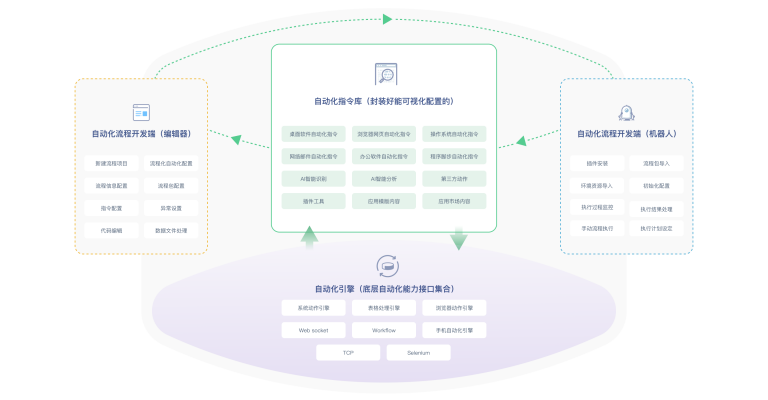 自动化指令库（封装好能可视化配置的）
桌面软件自动化指令 浏览器网页自动化指令 操作系统自动化指令
网络邮件自动化指令 办公软件自动化指令 程序脚步自动化指令
AI智能识别 AI智能分析 第三方动作
插件工具 应用模板内容 应用市场内容
自动化流程开发端（编辑器）
新建流程项目 流程化自动化配置
流程信息配置 流程启配置
指令配置 异常设置
代码编辑 数据文件处理
自动化流程开发端（机器人）
组件安装 流程包导入
环境资源导入 初始化配置
执行过程监控 执行结果处理
手动流程执行 执行计划设定
自动化引擎（底层自动化能力接口集合）
系统动作引擎 表格处理引擎 浏览器动作引擎
Web socket Workflow 手机自动化引擎
TCP Selenium